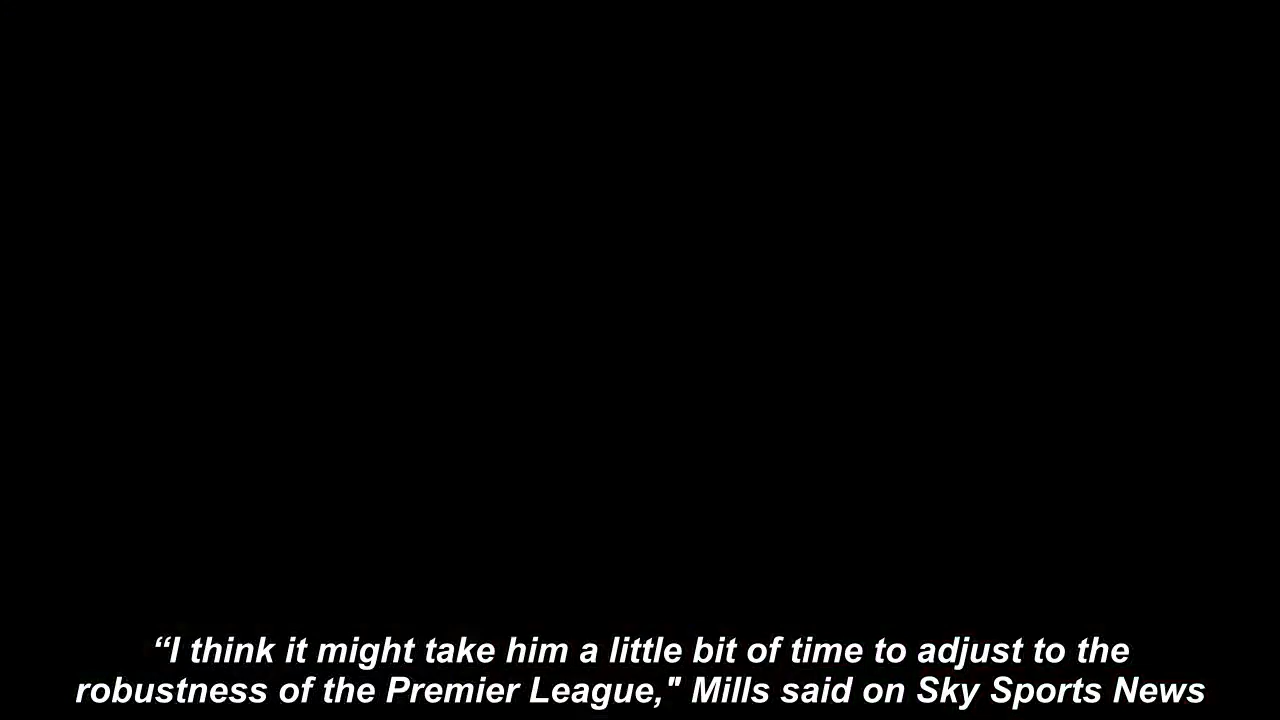 “I think it might take him a little bit of time to adjust to the
robustness of the Premier League," Mills said on Sky Sports News